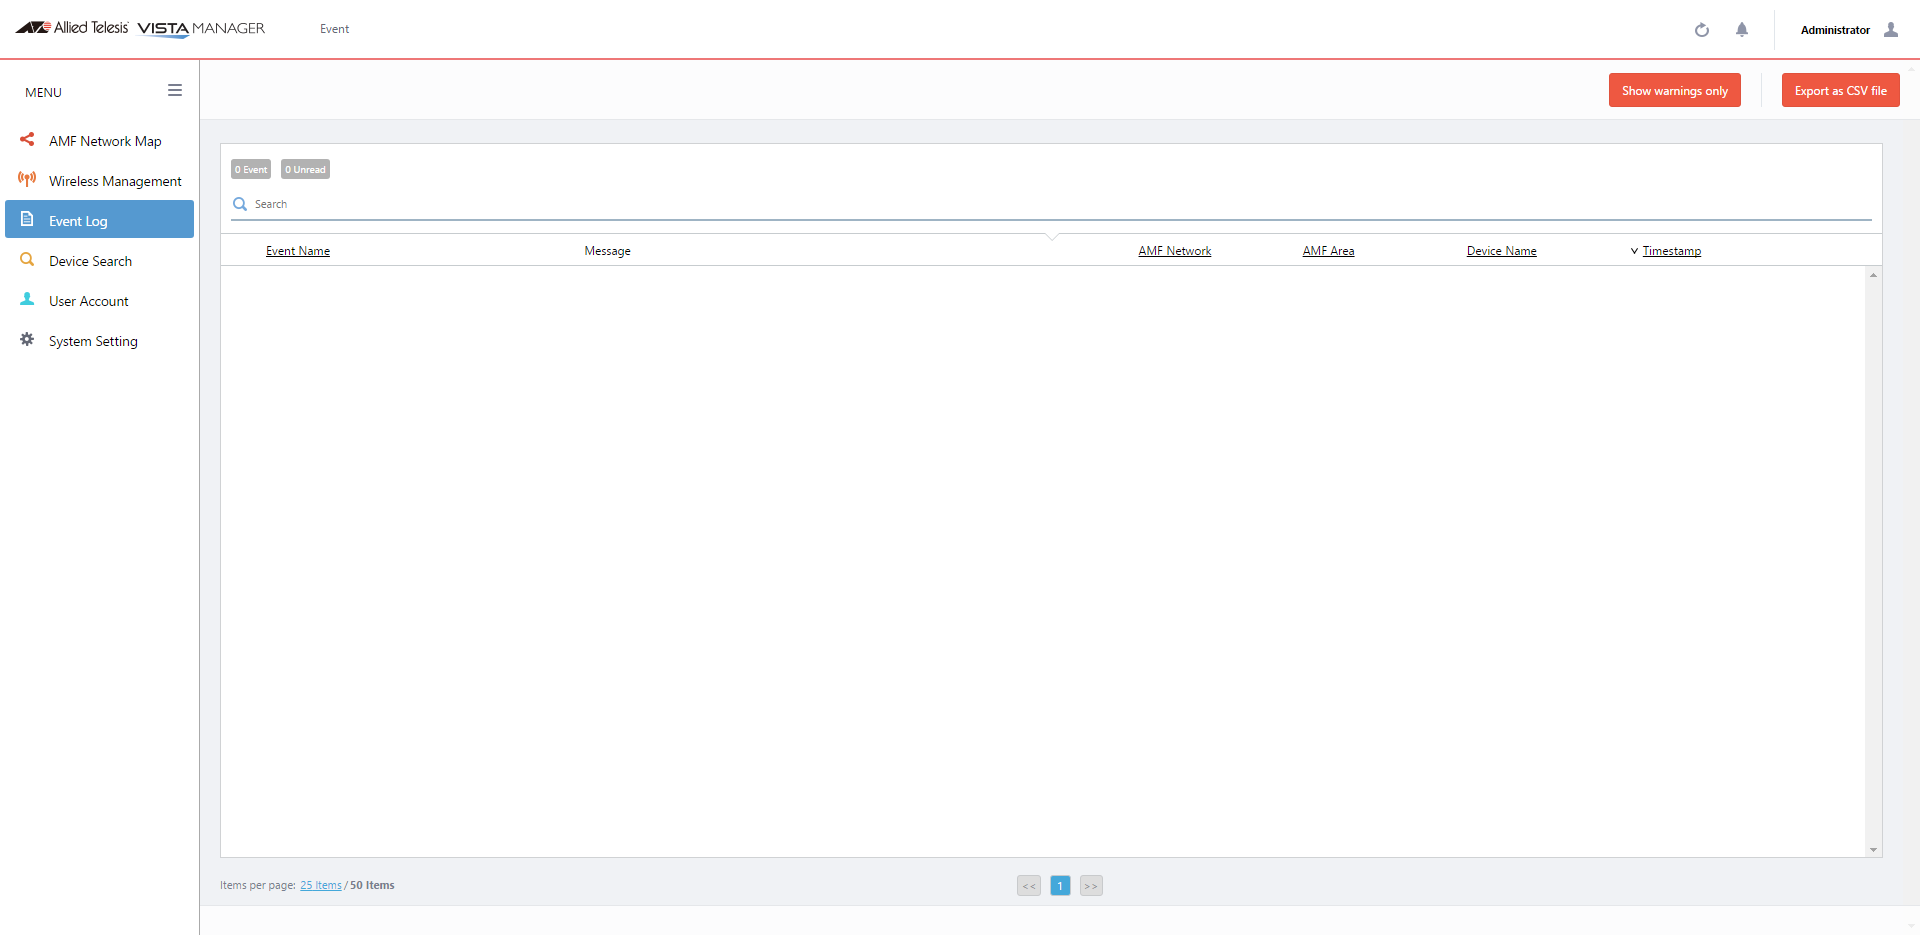 Allied Telesis VISTA MANAGER Event Administrator
MENU
Show warnings only Export as CSV file
AMF Network Map
Wireless Management
Event Log
Device Search
User Account
System Setting
0 Event 0 Unread
Search
Event Name Message AMF Network AMF Area Device Name Timestamp
Items per page: 25 Items / 50 Items << 1 >>